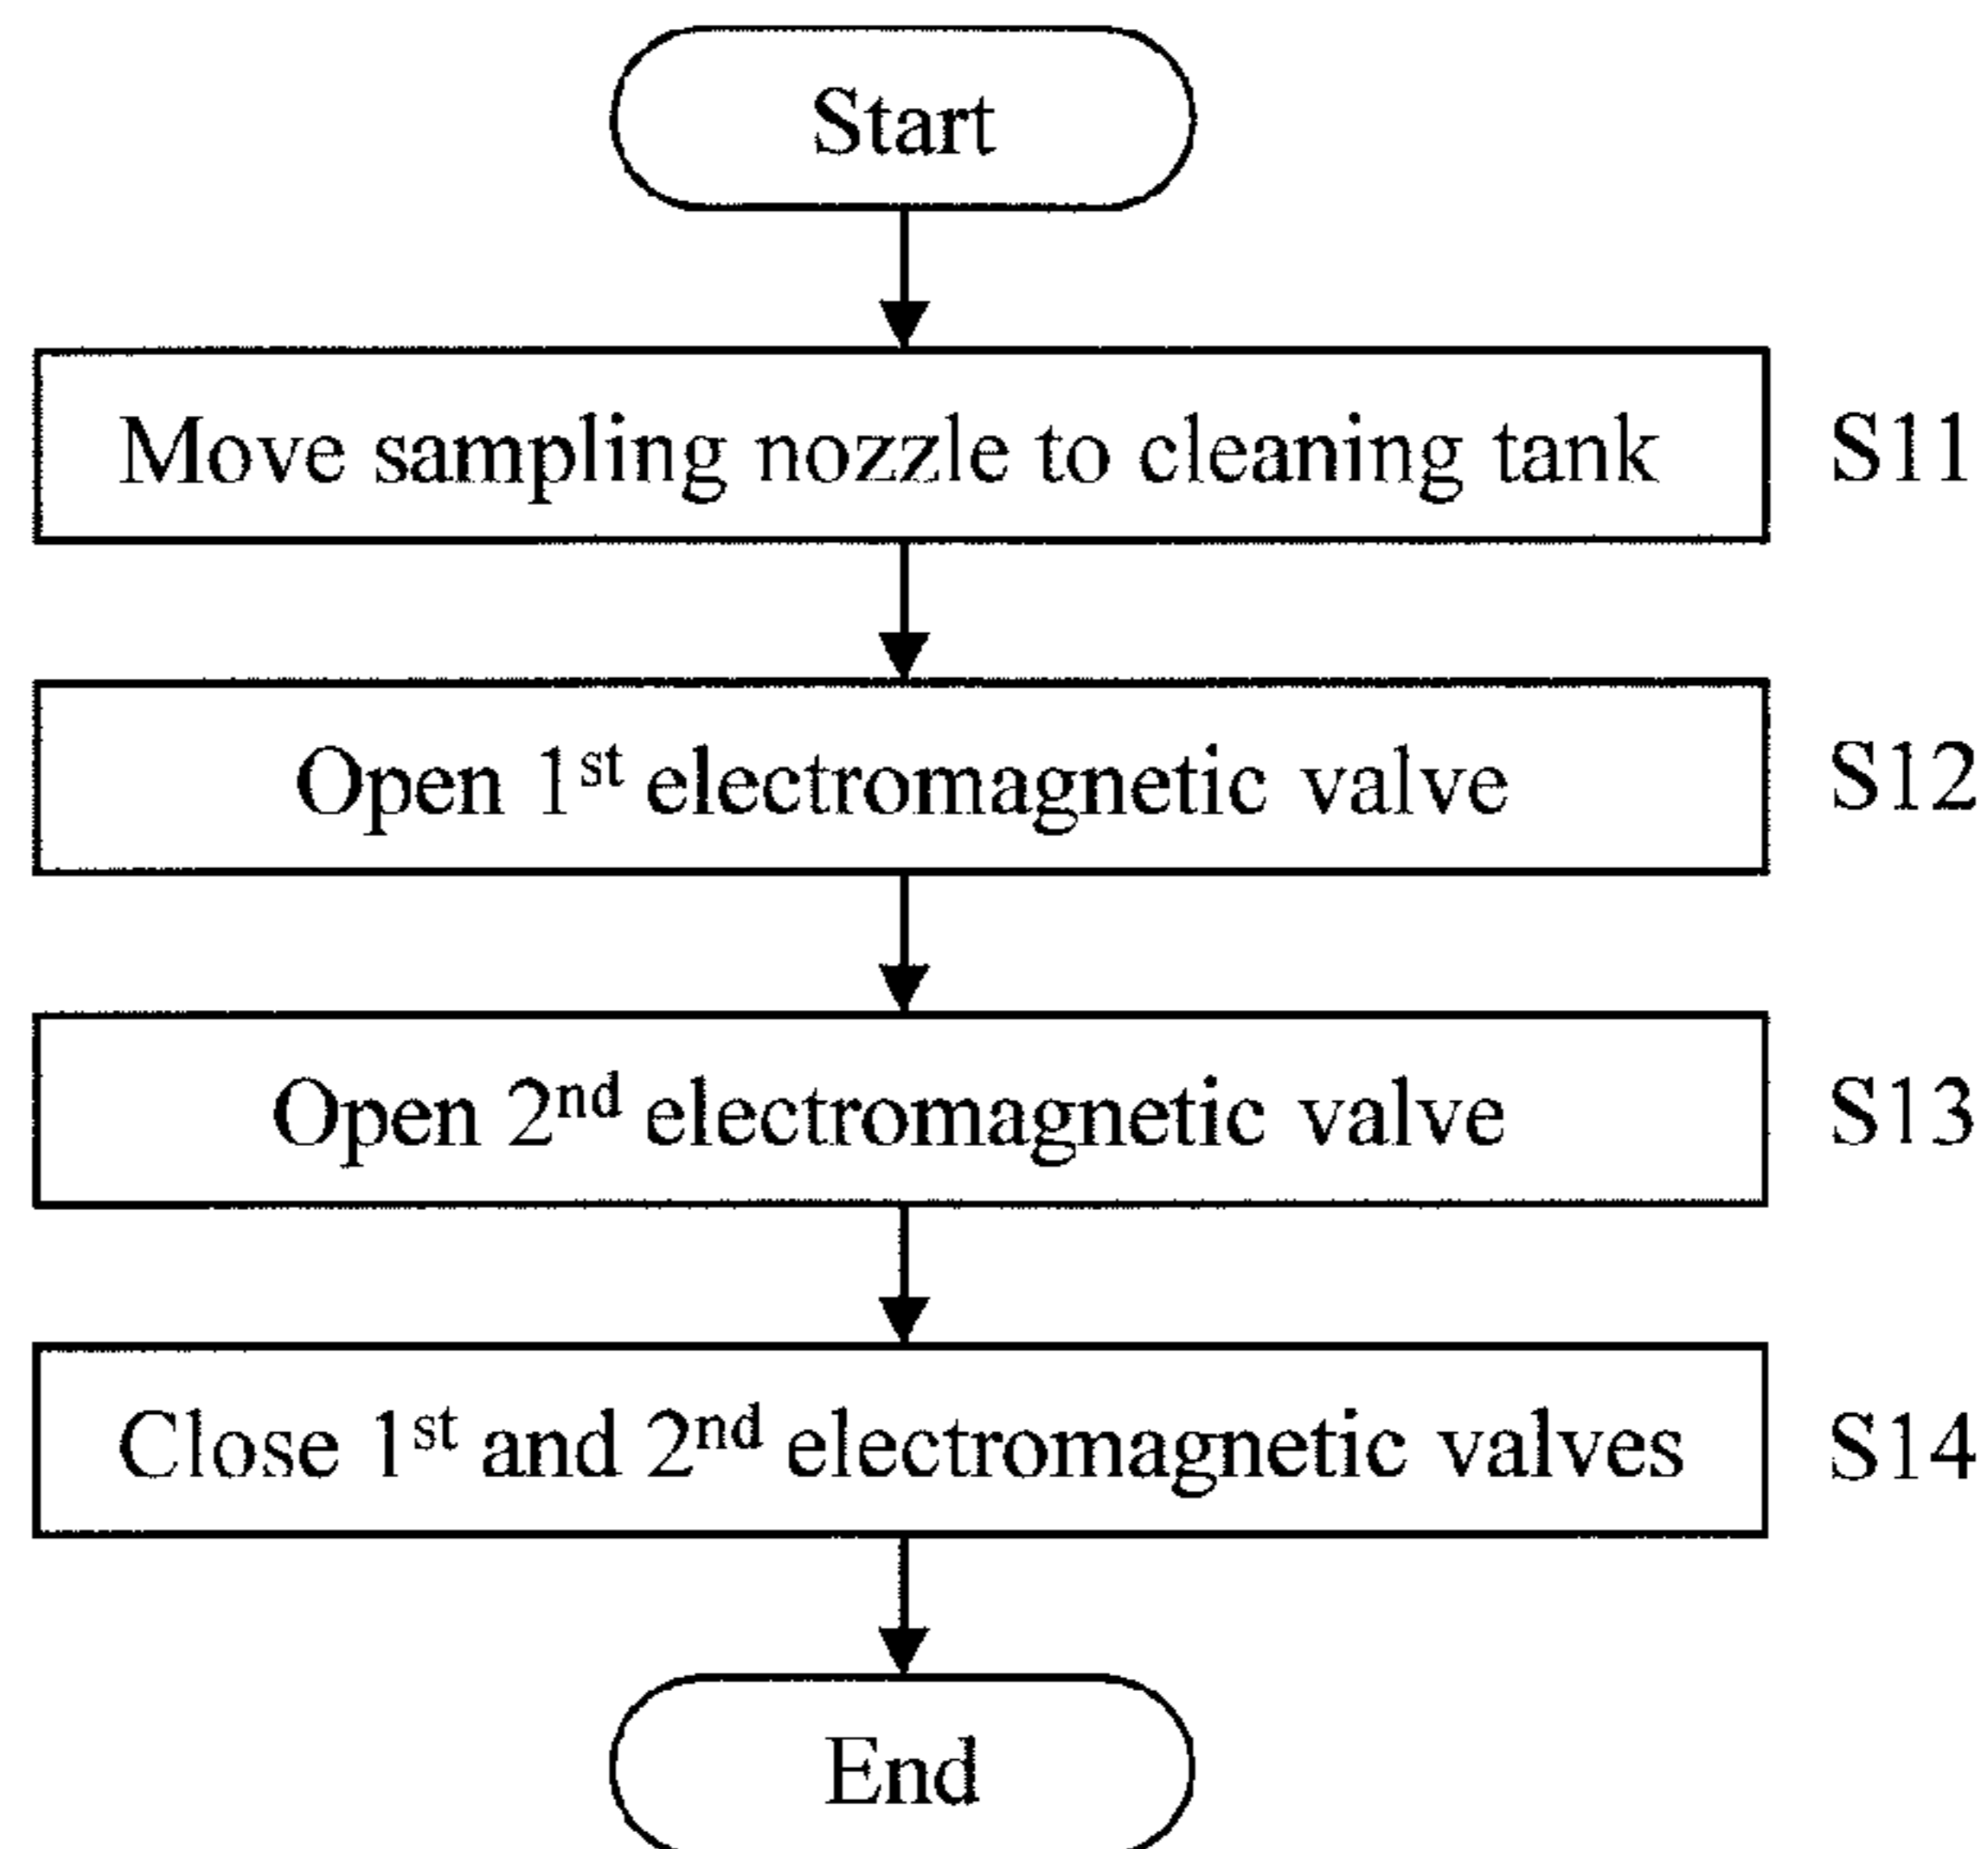 Start
Move sampling nozzle to cleaning tank S11
Open 1st electromagnetic valve S12
Open 2nd electromagnetic valve S13
Close 1st and 2nd electromagnetic valves S14
End